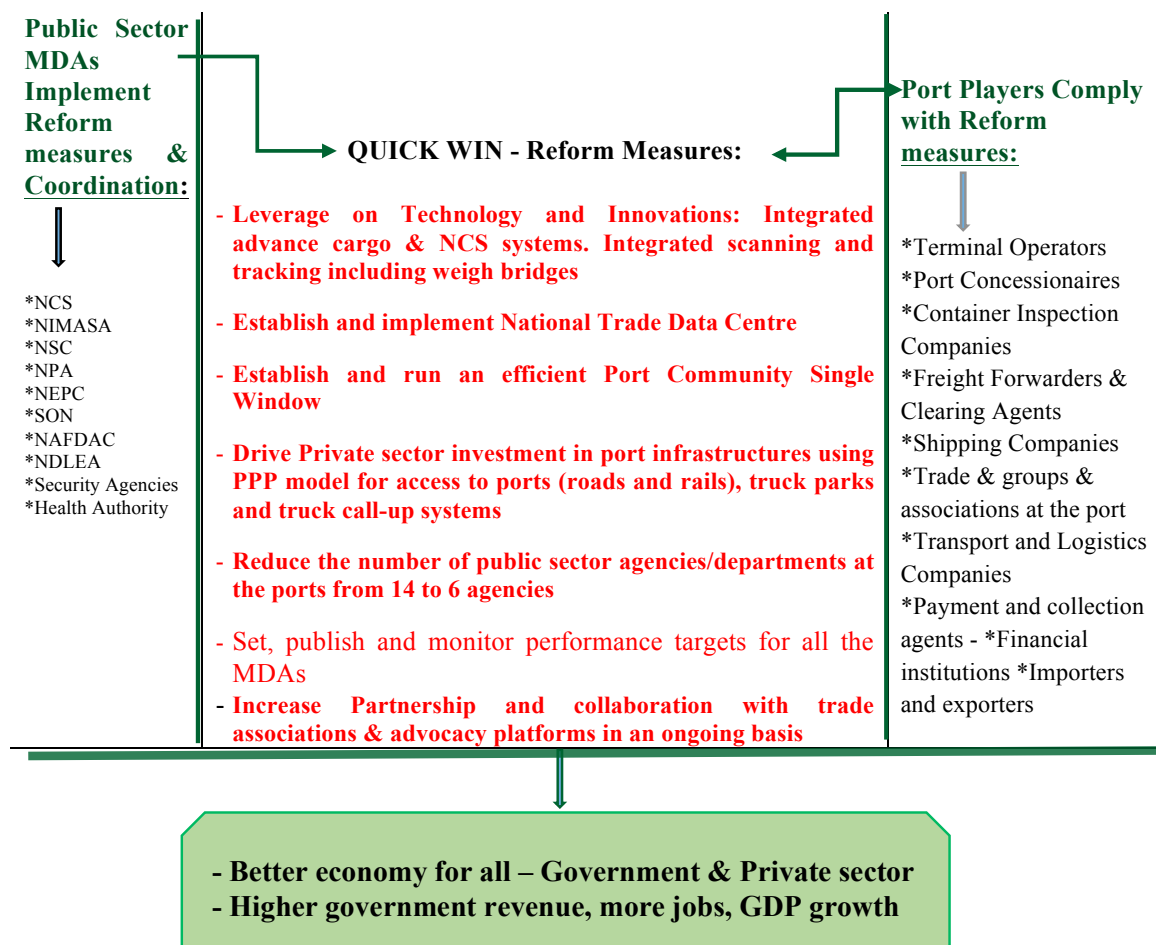 Public Sector
MDAs
Implement
Reform
measures &
Coordination:
*NCS
*NIMASA
*NSC
*NPA
*NEPC
*SON
*NAFDAC
*NDLEA
*Security Agencies
*Health Authority
QUICK WIN - Reform Measures:
- Leverage on Technology and Innovations: Integrated
advance cargo & NCS systems. Integrated scanning and
tracking including weigh bridges
- Establish and implement National Trade Data Centre
- Establish and run an efficient Port Community Single
Window
- Drive Private sector investment in port infrastructures using
PPP model for access to ports (roads and rails), truck parks
and truck call-up systems
- Reduce the number of public sector agencies/departments at
the ports from 14 to 6 agencies
- Set, publish and monitor performance targets for all the
MDAs
- Increase Partnership and collaboration with trade
associations & advocacy platforms in an ongoing basis
Port Players Comply
with Reform
measures:
*Terminal Operators
*Port Concessionaires
*Container Inspection
Companies
*Freight Forwarders &
Clearing Agents
*Shipping Companies
*Trade & groups &
associations at the port
*Transport and Logistics
Companies
*Payment and collection
agents - *Financial
institutions *Importers
and exporters
- Better economy for all – Government & Private sector
- Higher government revenue, more jobs, GDP growth